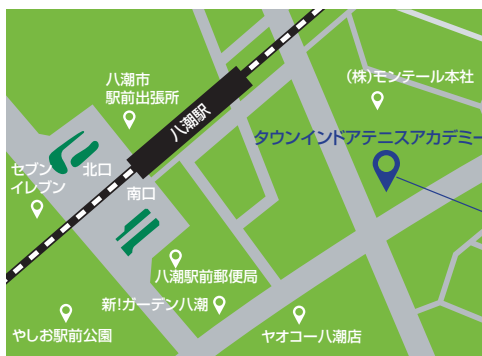 八潮市
駅前出張所
(株)モンテール本社
八潮駅
タウンインドアテニスアカデミー
セブン
イレブン
北口
南口
八潮駅前郵便局
新!ガーデン八潮
やしお駅前公園
ヤオコー八潮店